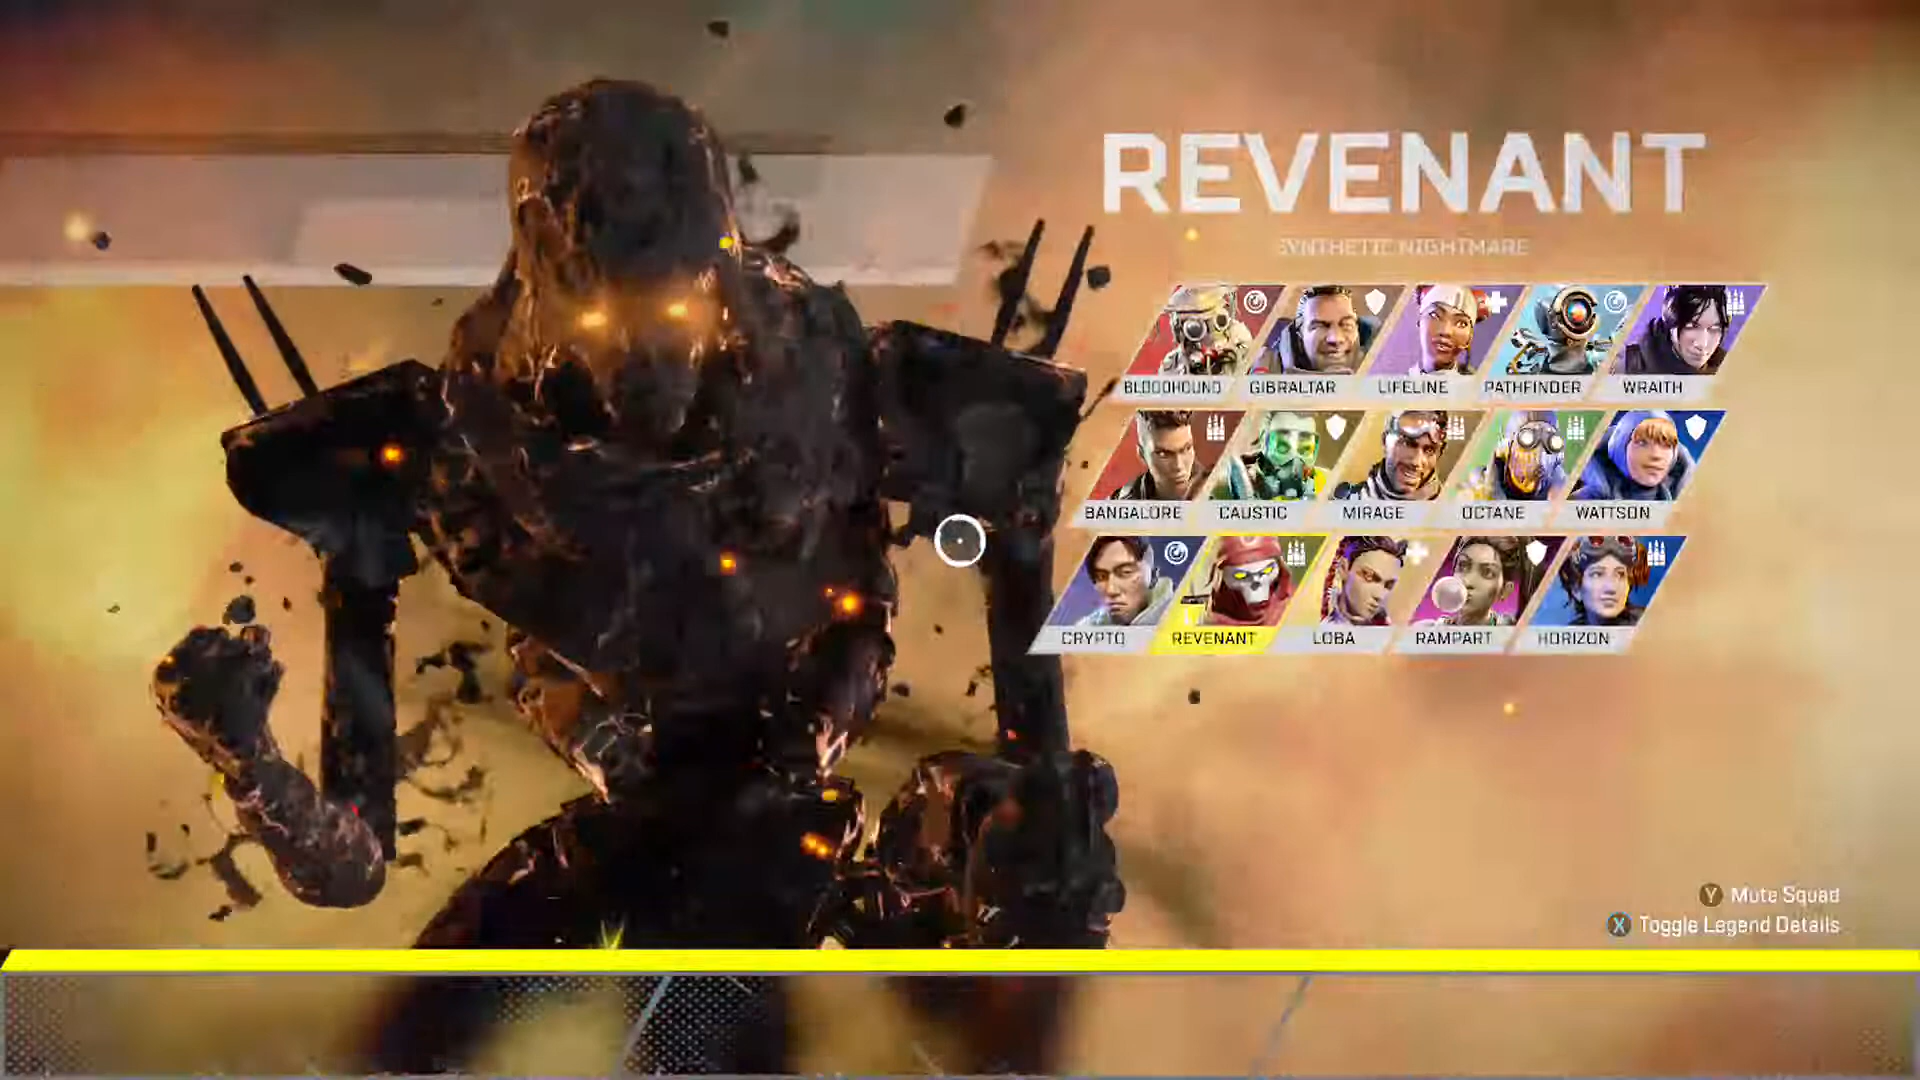 REVENANT
SYNTHETIC NIGHTMARE
BLOODHOUND GIBRALTAR LIFELINE PATHFINDER WRAITH
BANGALORE CAUSTIC MIRAGE OCTANE WATTSON
CRYPTO REVENANT LOBA RAMPART HORIZON
Y Mute Squad
X Toggle Legend Details